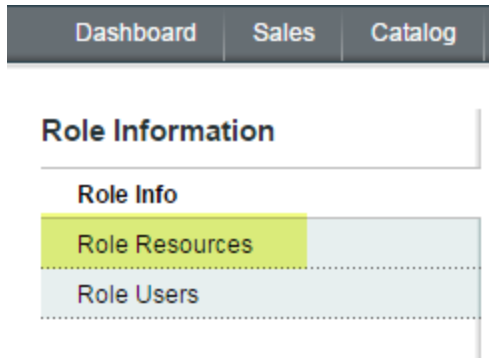 Dashboard Sales Catalog
Role Information
Role Info
Role Resources
Role Users